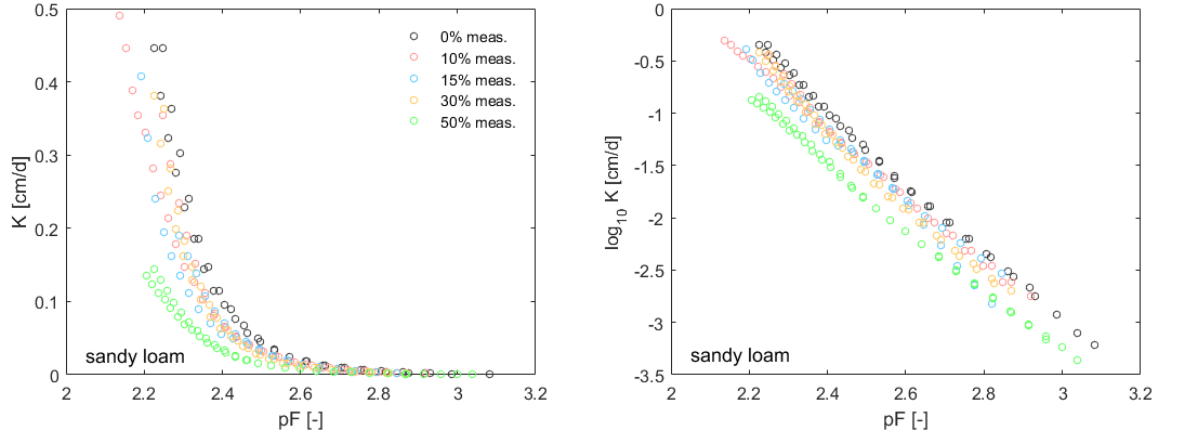 0.5
0.4
0.3
0.2
0.1
0
K [cm/d]
0% meas.
10% meas.
15% meas.
30% meas.
50% meas.
sandy loam
2
2.2
2.4
2.6
2.8
3
3.2
pF [-]
0
-0.5
-1
-1.5
-2
-2.5
-3
-3.5
log10 K [cm/d]
sandy loam
2
2.2
2.4
2.6
2.8
3
3.2
pF [-]